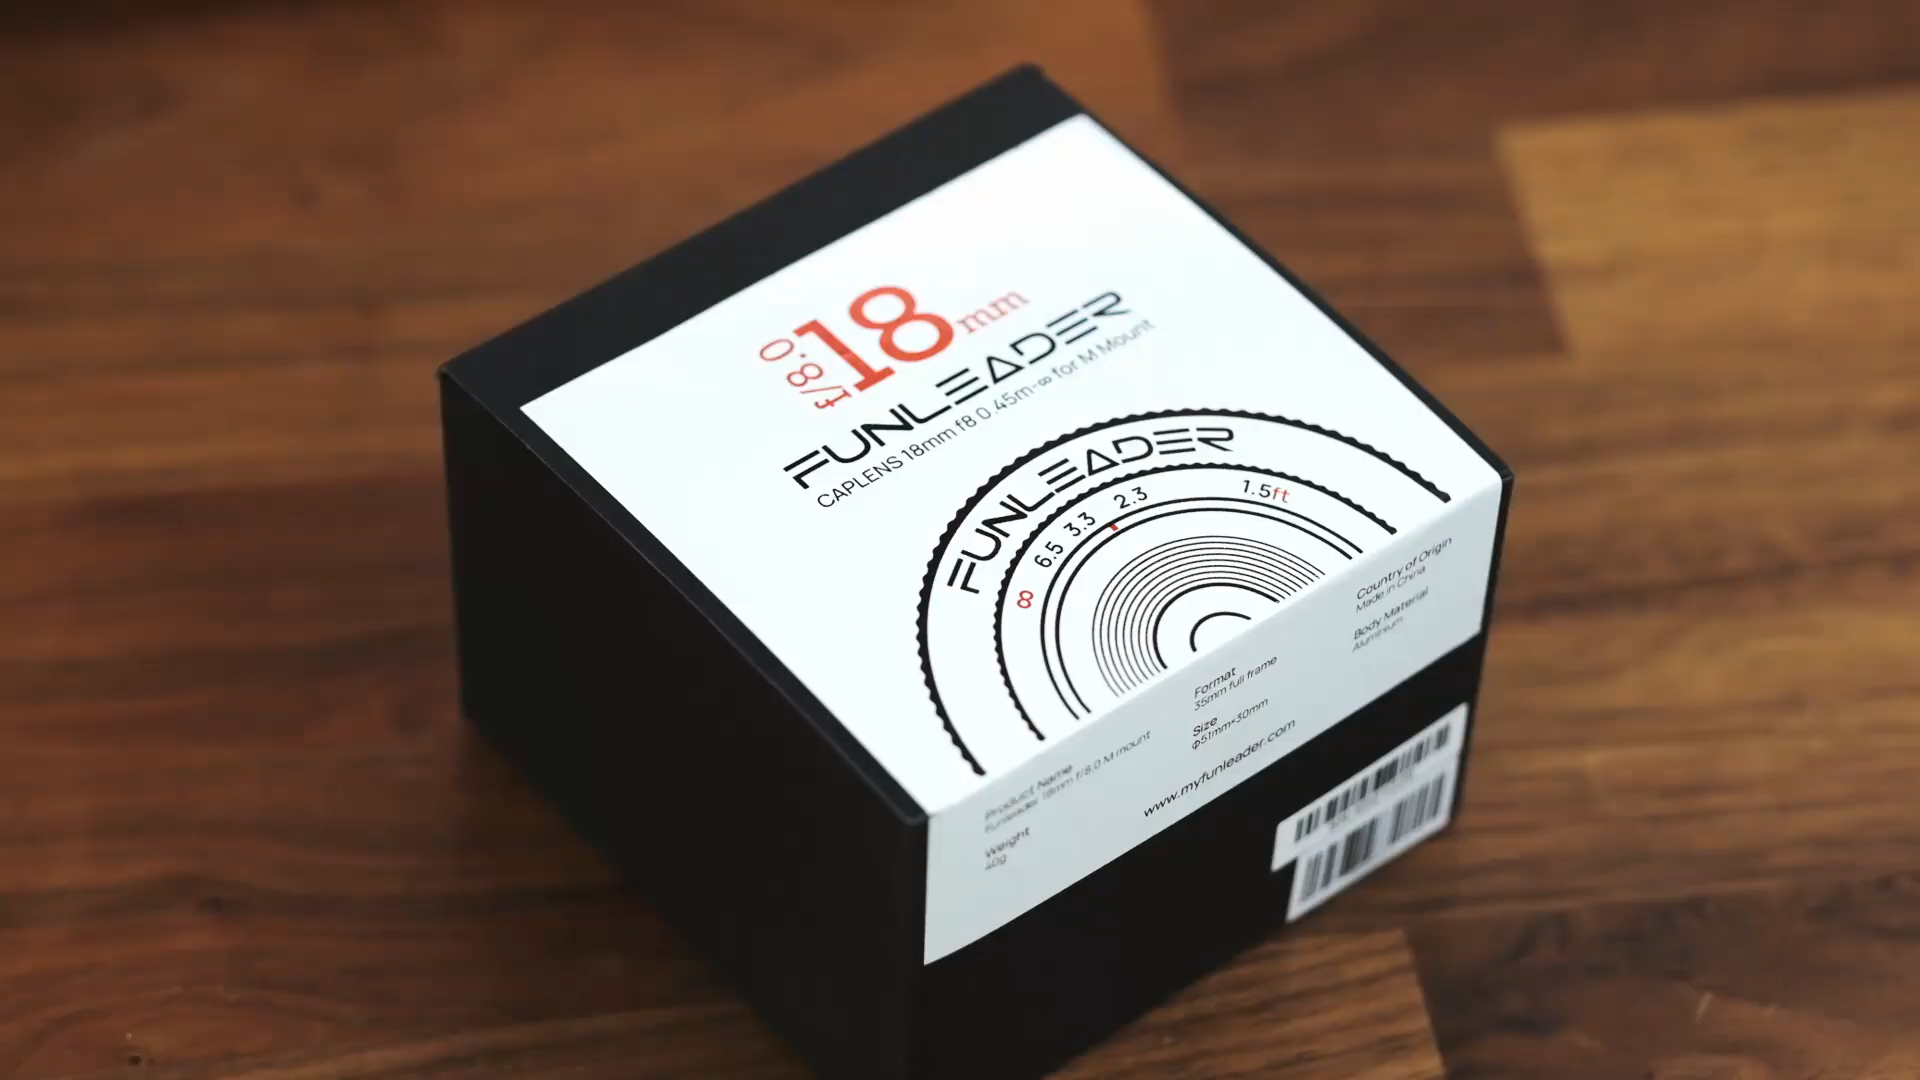 f/8.0
18mm
FUNLEADER
CAPLENS 18mm f8 0.45m-∞ for M Mount
FUNLEADER
∞ 6.5 3.3 2.3 1.5ft
Product Name
Funleader 18mm f/8.0 M mount
Weight
40g
Format
35mm full frame
Size
Φ51mm×30mm
www.myfunleader.com
Country of Origin
Made in China
Body Material
Aluminium